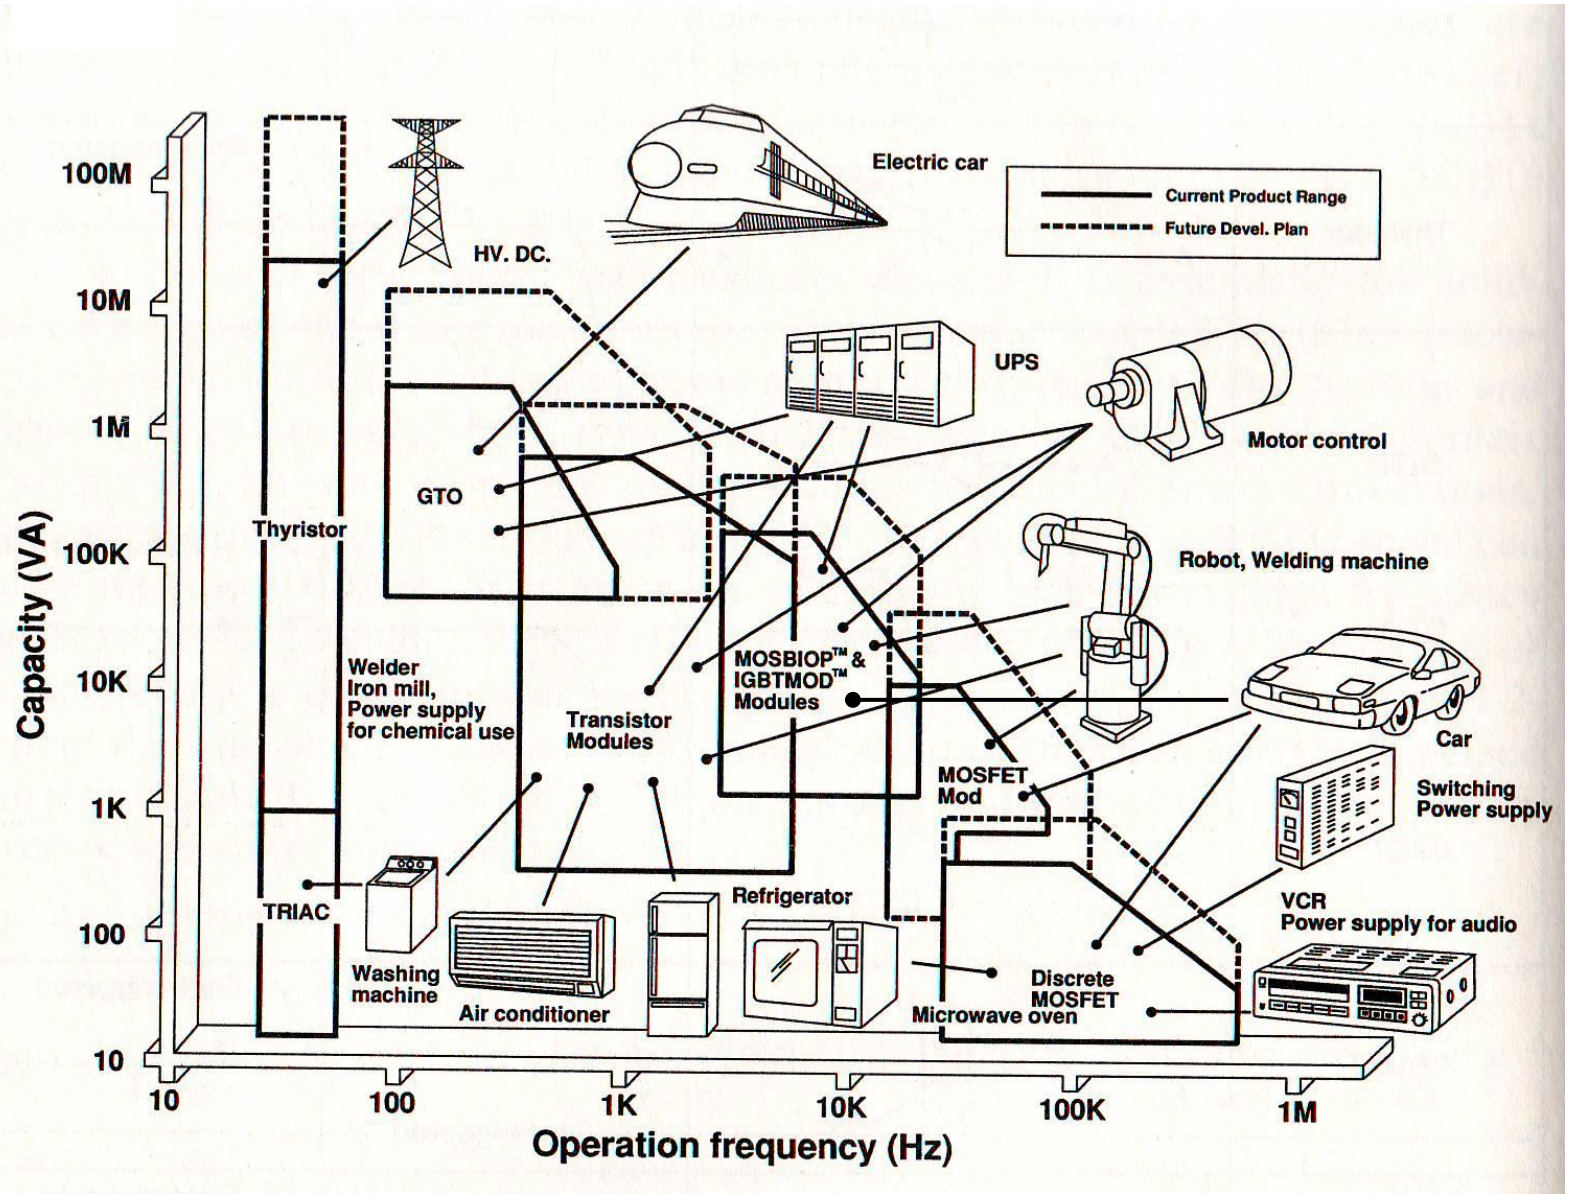 100M
10M
1M
100K
10K
1K
100
10
Capacity (VA)
10
100
1K
10K
100K
1M
Operation frequency (Hz)
Current Product Range
Future Devel. Plan
HV. DC.
Electric car
UPS
Motor control
Robot, Welding machine
Car
Switching
Power supply
VCR
Power supply for audio
Thyristor
GTO
Welder
Iron mill,
Power supply
for chemical use
Transistor
Modules
MOSBIOP™ &
IGBTMOD™
Modules
MOSFET
Mod
TRIAC
Washing
machine
Air conditioner
Refrigerator
Microwave oven
Discrete
MOSFET